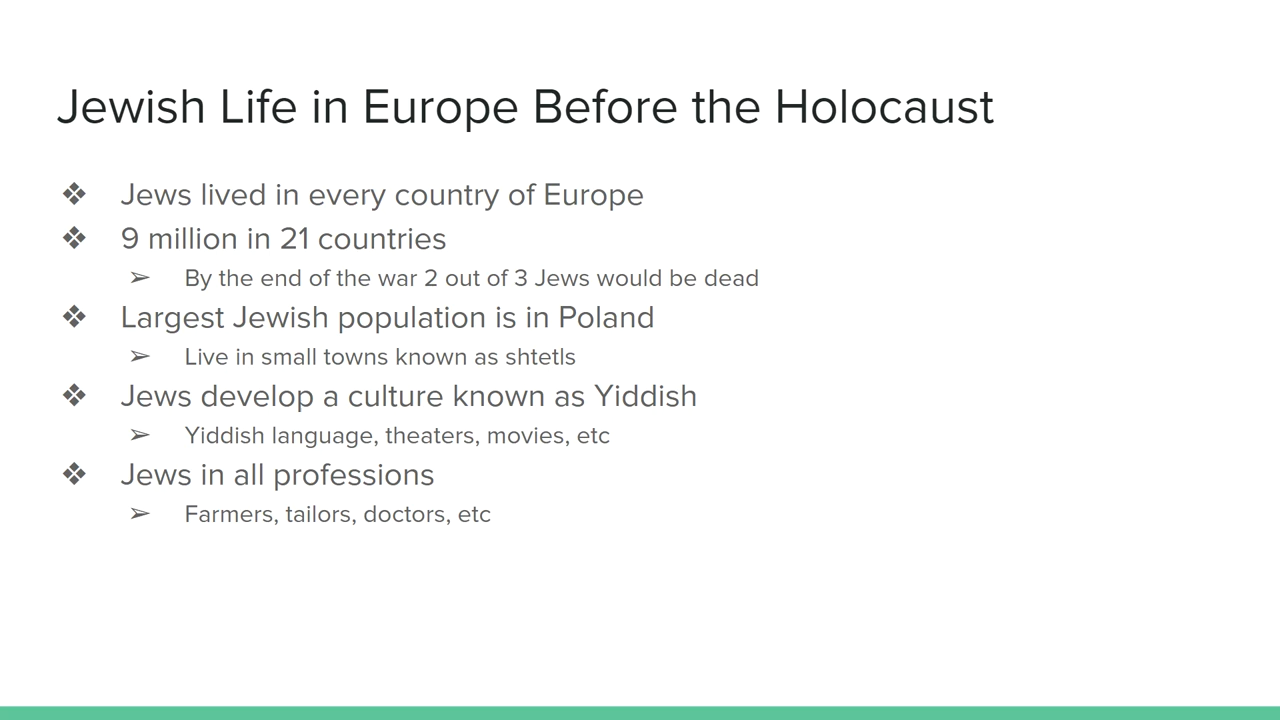 Jewish Life in Europe Before the Holocaust
❖ Jews lived in every country of Europe
❖ 9 million in 21 countries
➢ By the end of the war 2 out of 3 Jews would be dead
❖ Largest Jewish population is in Poland
➢ Live in small towns known as shtetls
❖ Jews develop a culture known as Yiddish
➢ Yiddish language, theaters, movies, etc
❖ Jews in all professions
➢ Farmers, tailors, doctors, etc